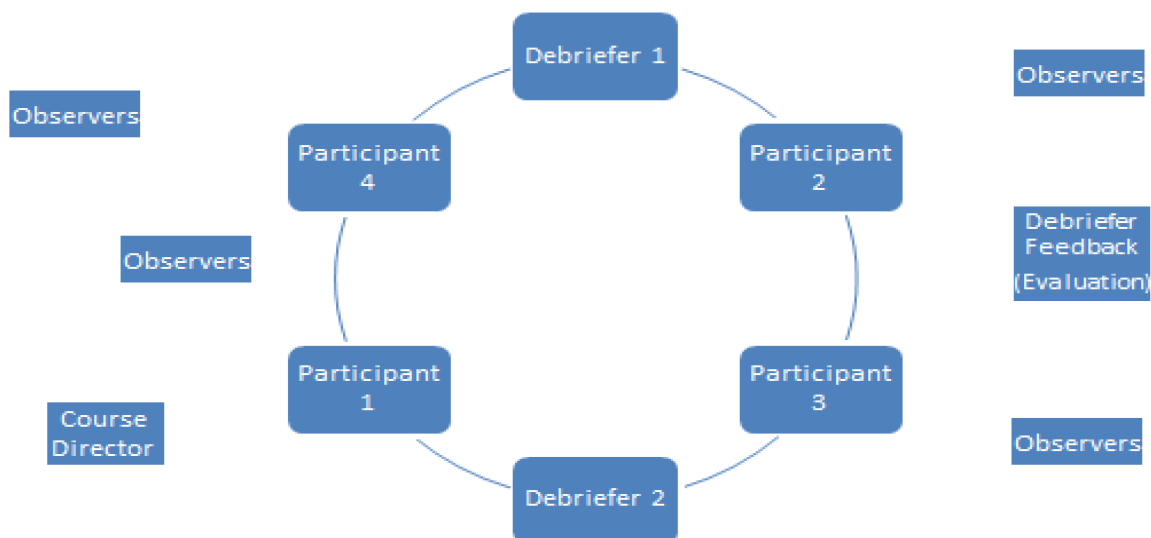 Debriefer 1
Observers
Observers
Participant
4
Participant
2
Debriefer
Feedback
(Evaluation)
Observers
Participant
1
Participant
3
Course
Director
Observers
Debriefer 2